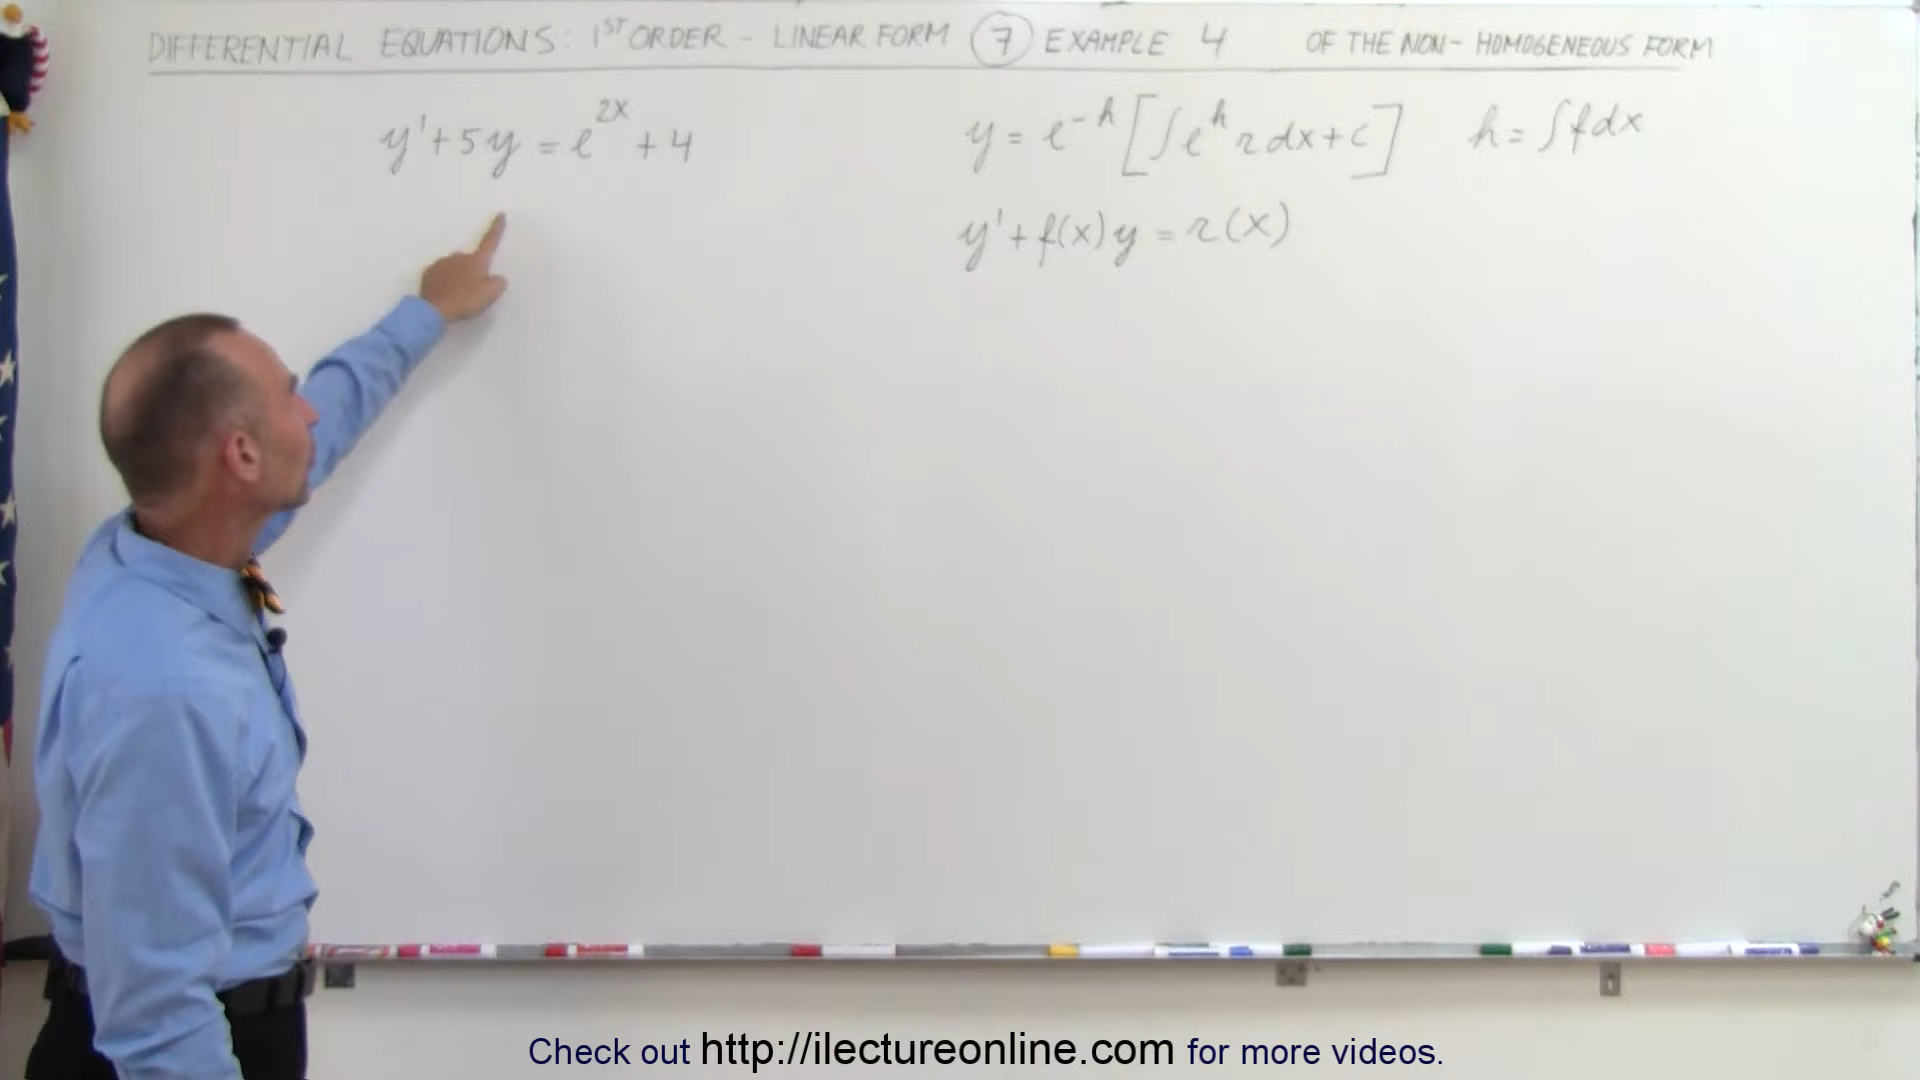 DIFFERENTIAL EQUATIONS: 1ST ORDER - LINEAR FORM (7) EXAMPLE 4 OF THE NON-HOMOGENEOUS FORM
y' + 5y = e^{2x} + 4
y = e^{-h} [∫e^h r dx + c] h = ∫f dx
y' + f(x)y = r(x)
Check out http://ilectureonline.com for more videos.